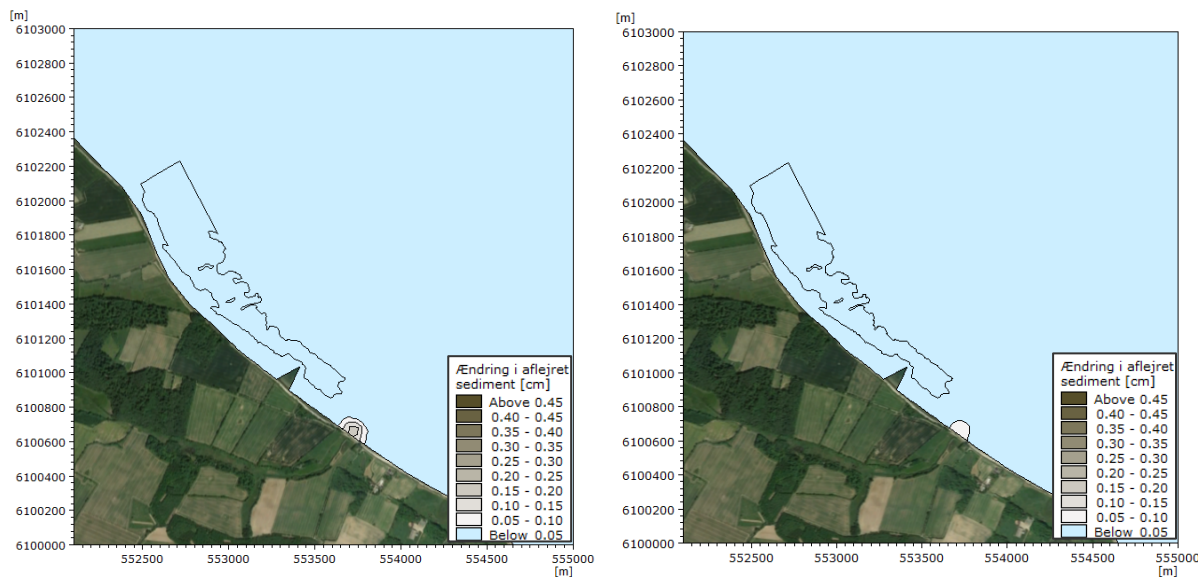 [m]
6103000
6102800
6102600
6102400
6102200
6102000
6101800
6101600
6101400
6101200
6101000
6100800
6100600
6100400
6100200
6100000
552500 553000 553500 554000 554500 555000
[m]
Ændring i aflejret
sediment [cm]
Above 0.45
0.40 - 0.45
0.35 - 0.40
0.30 - 0.35
0.25 - 0.30
0.20 - 0.25
0.15 - 0.20
0.10 - 0.15
0.05 - 0.10
Below 0.05
[m]
6103000
6102800
6102600
6102400
6102200
6102000
6101800
6101600
6101400
6101200
6101000
6100800
6100600
6100400
6100200
6100000
552500 553000 553500 554000 554500 555000
[m]
Ændring i aflejret
sediment [cm]
Above 0.45
0.40 - 0.45
0.35 - 0.40
0.30 - 0.35
0.25 - 0.30
0.20 - 0.25
0.15 - 0.20
0.10 - 0.15
0.05 - 0.10
Below 0.05